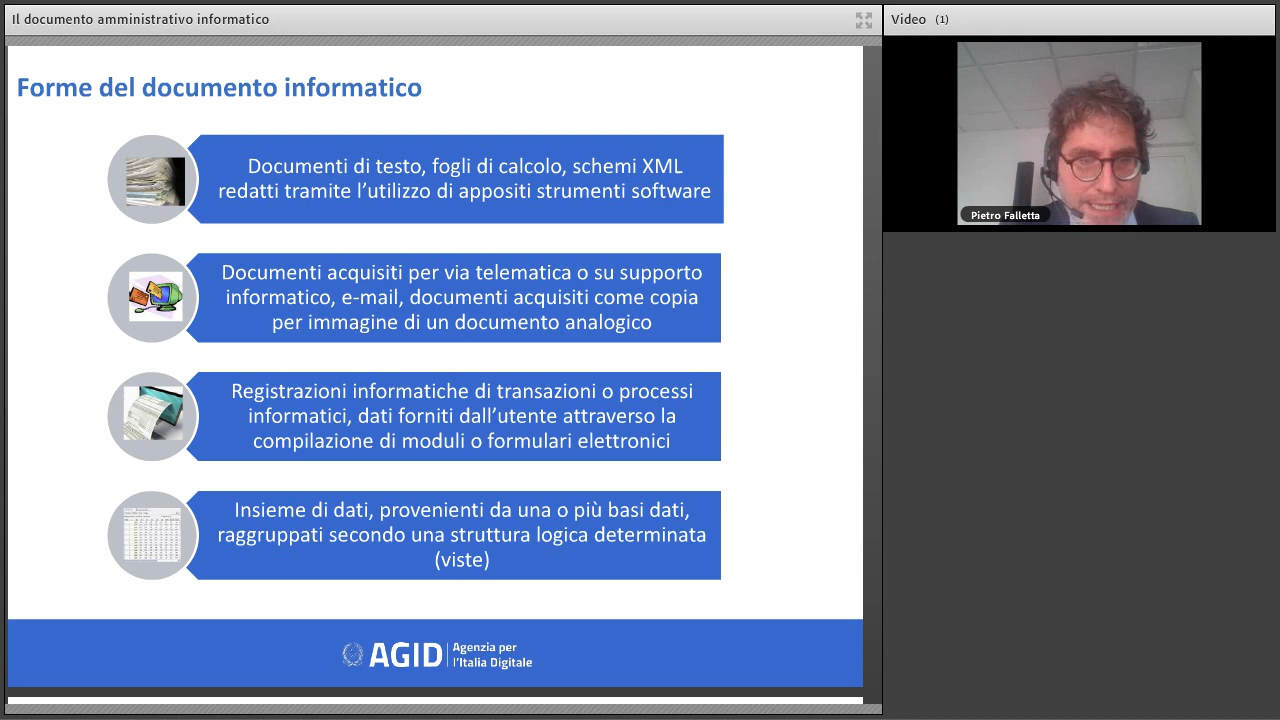 Il documento amministrativo informatico
Video (1)
Forme del documento informatico
Documenti di testo, fogli di calcolo, schemi XML
redatti tramite l’utilizzo di appositi strumenti software
Documenti acquisiti per via telematica o su supporto
informatico, e-mail, documenti acquisiti come copia
per immagine di un documento analogico
Registrazioni informatiche di transazioni o processi
informatici, dati forniti dall’utente attraverso la
compilazione di moduli o formulari elettronici
Insieme di dati, provenienti da una o più basi dati,
raggruppati secondo una struttura logica determinata
(viste)
Pietro Falletta
AGID
Agenzia per
l’Italia Digitale